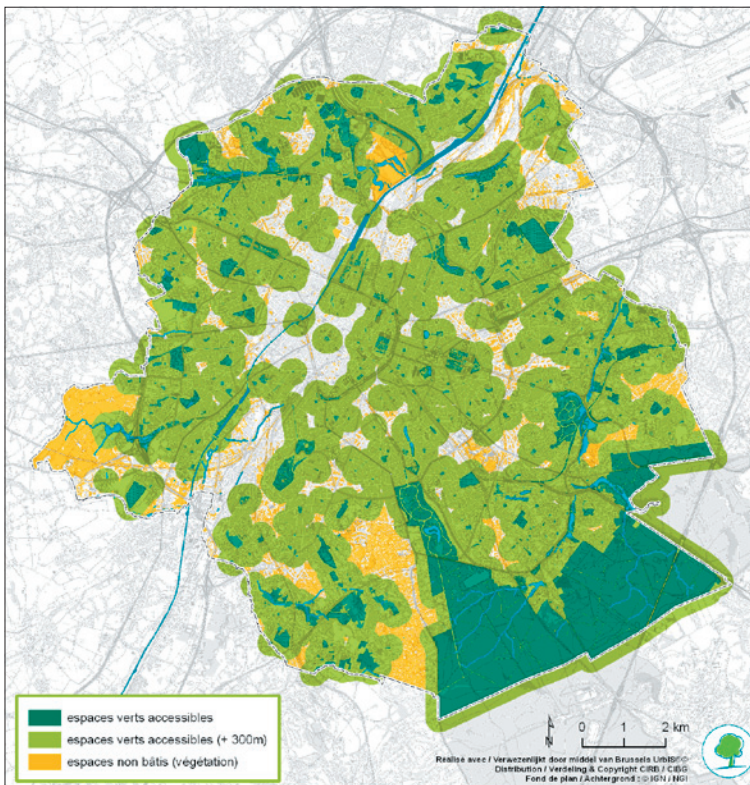 espaces verts accessibles
espaces verts accessibles (+ 300m)
espaces non bâtis (végétation)
N
0 1 2 km
Réalisé avec / Verwezenlijkt door middel van Brussels UrbIS®©
Distribution / Verdeling & Copyright CIRB / CIBG
Fond de plan / Achtergrond : © IGN / NGI